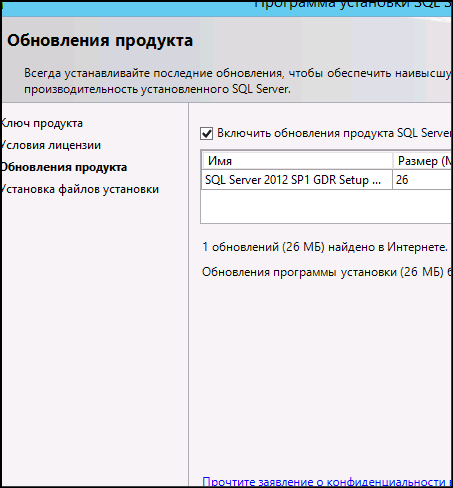 Программа установки SQL S
Обновления продукта
Всегда устанавливайте последние обновления, чтобы обеспечить наивысшу
производительность установленного SQL Server.
Ключ продукта
Условия лицензии
Обновления продукта
Установка файлов установки
Включить обновления продукта SQL Server
Имя Размер (М
SQL Server 2012 SP1 GDR Setup ... 26
1 обновлений (26 МБ) найдено в Интернете.
Обновления программы установки (26 МБ) б
Прочтите заявление о конфиденциальности